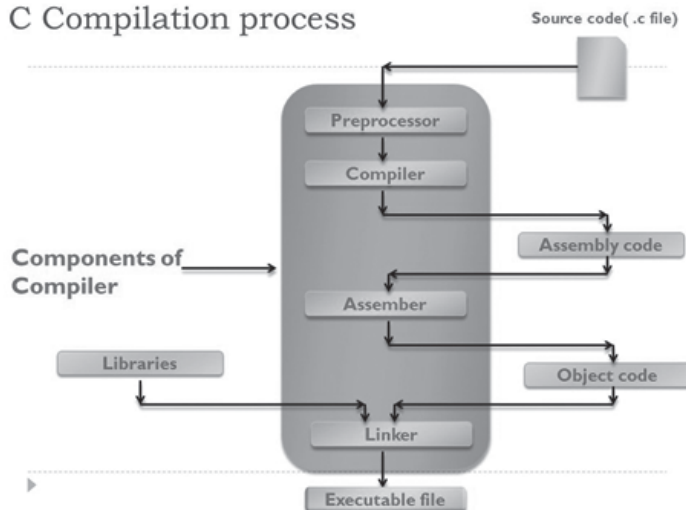 C Compilation process
Source code( .c file)
Preprocessor
Compiler
Assembly code
Components of
Compiler
Assember
Libraries
Object code
Linker
Executable file